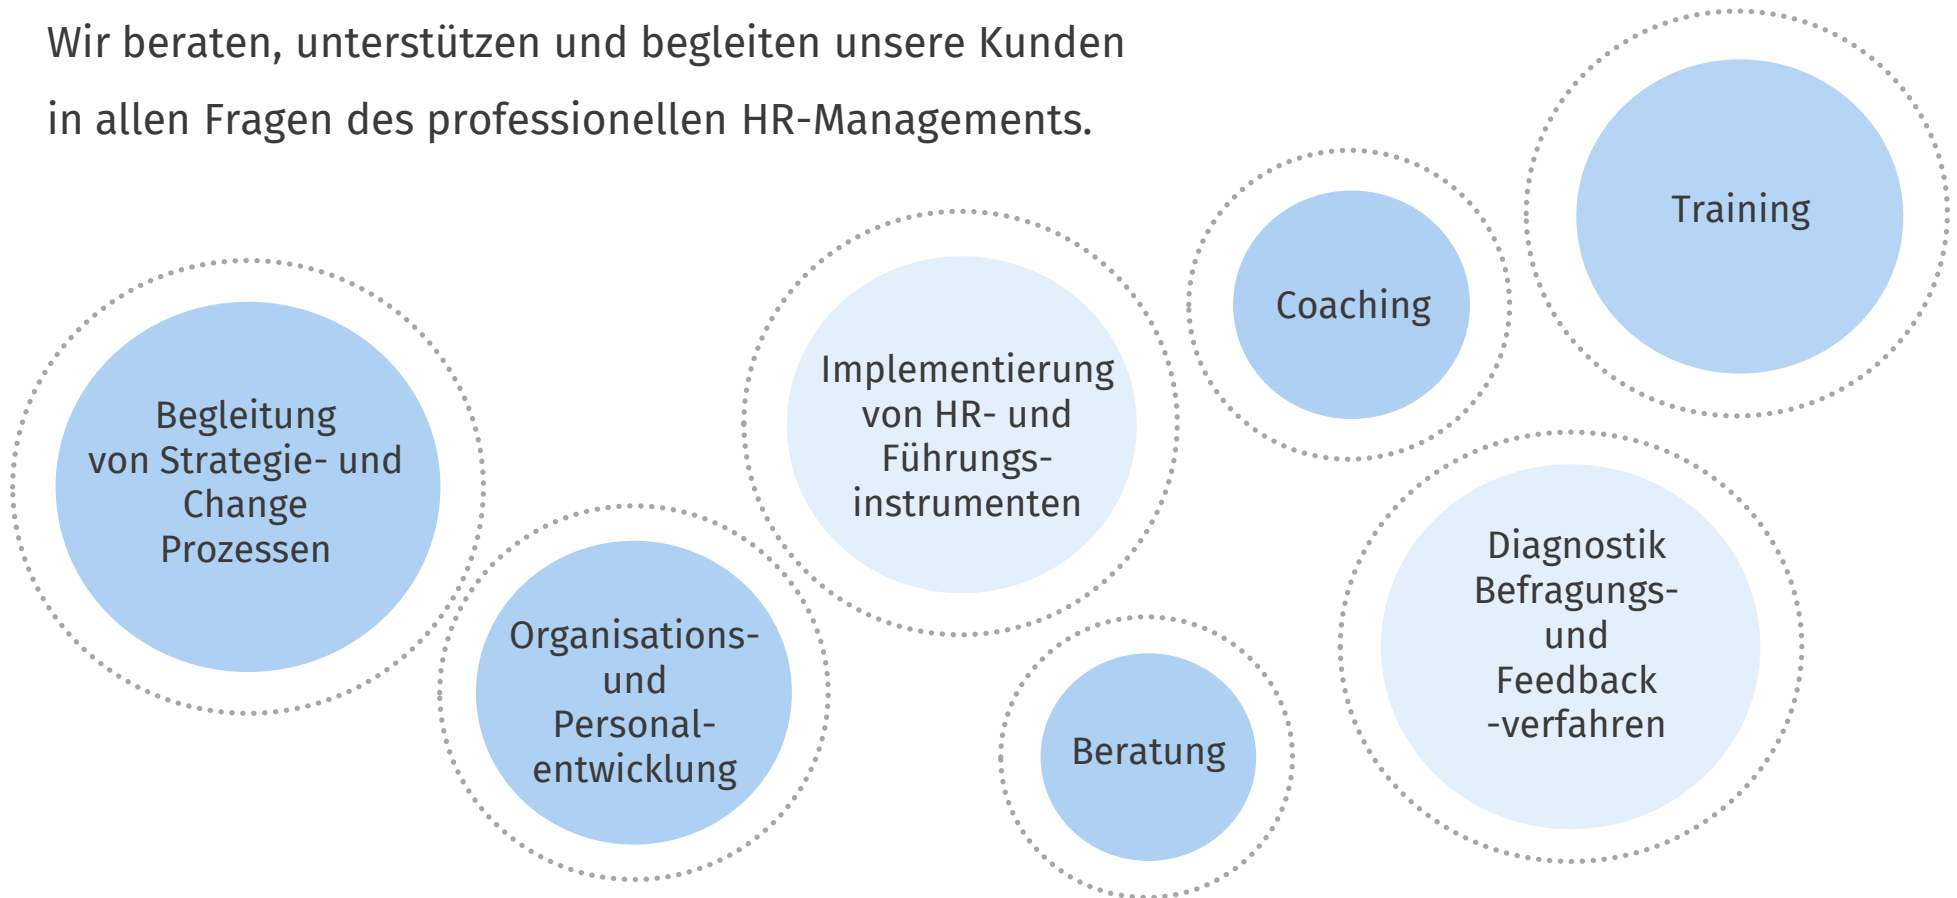 Wir beraten, unterstützen und begleiten unsere Kunden
in allen Fragen des professionellen HR-Managements.
Begleitung
von Strategie- und
Change
Prozessen
Organisations-
und
Personal-
entwicklung
Implementierung
von HR- und
Führungs-
instrumenten
Beratung
Coaching
Training
Diagnostik
Befragungs-
und
Feedback
-verfahren